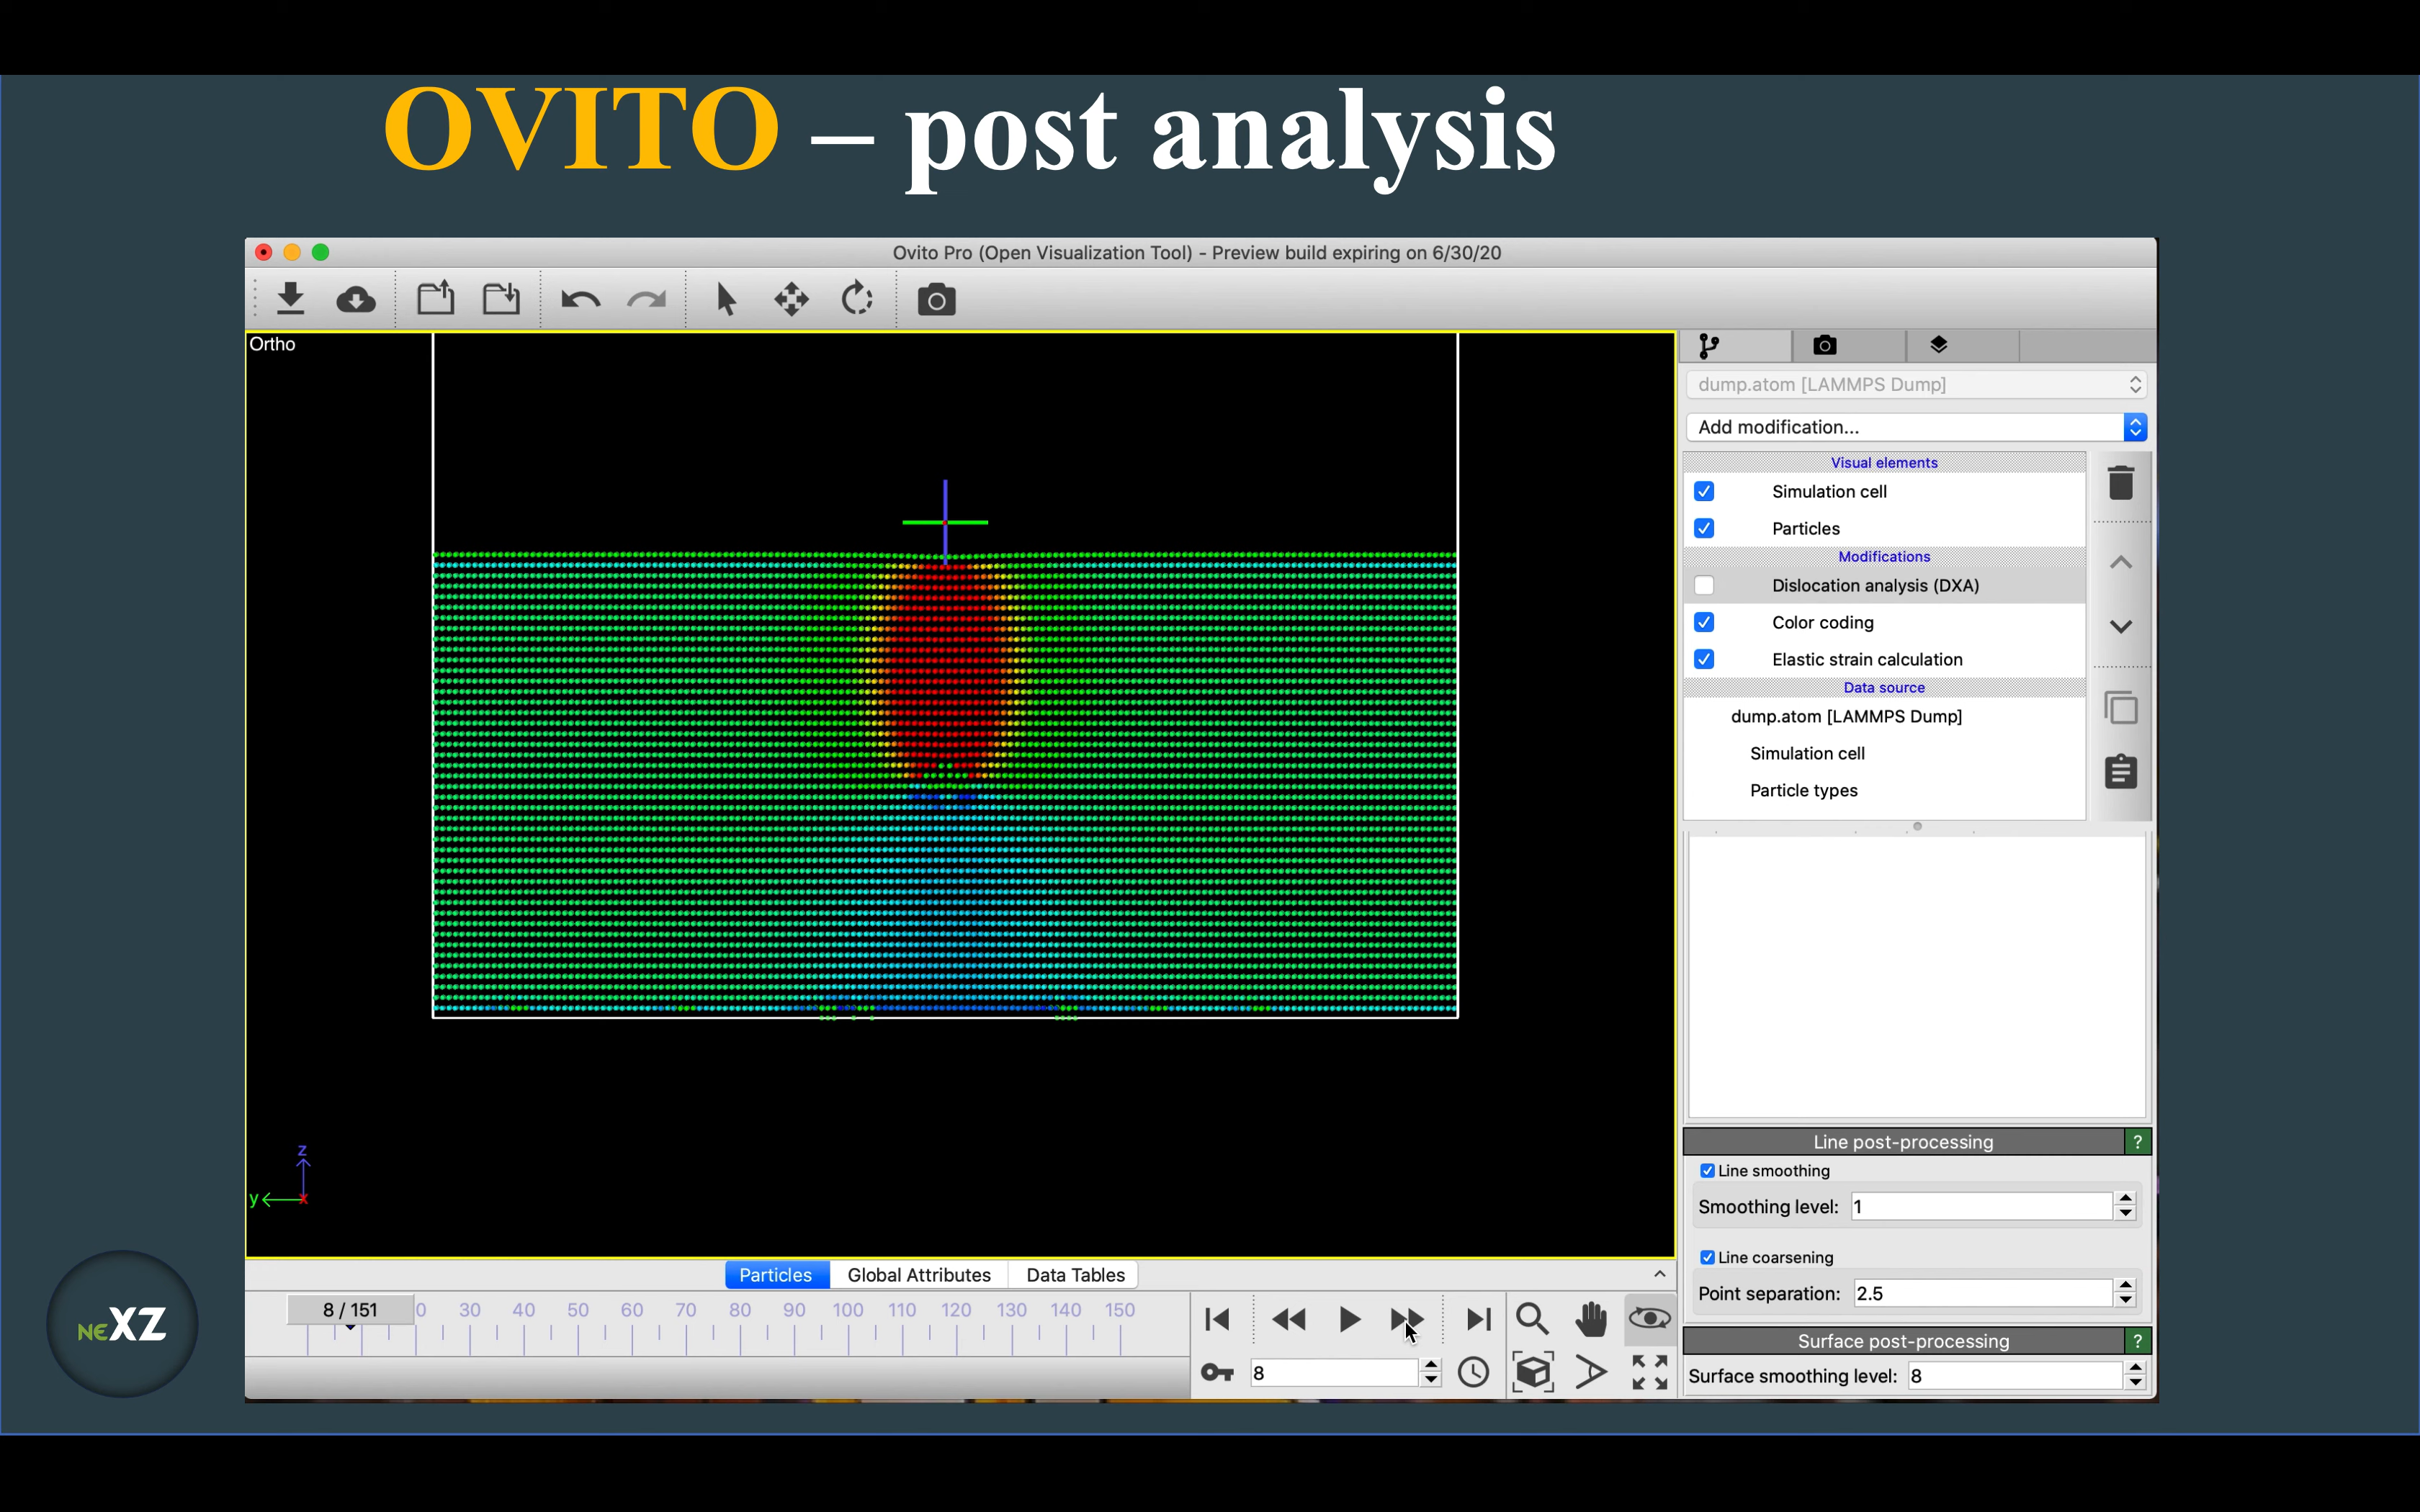 OVITO – post analysis
Ovito Pro (Open Visualization Tool) - Preview build expiring on 6/30/20
Ortho
dump.atom [LAMMPS Dump]
Add modification...
Visual elements
Simulation cell
Particles
Modifications
Dislocation analysis (DXA)
Color coding
Elastic strain calculation
Data source
dump.atom [LAMMPS Dump]
Simulation cell
Particle types
z
y
x
Line post-processing ?
Line smoothing
Smoothing level: 1
Line coarsening
Point separation: 2.5
Surface post-processing ?
Surface smoothing level: 8
Particles Global Attributes Data Tables
8 / 151 0 30 40 50 60 70 80 90 100 110 120 130 140 150
8
NEXZ